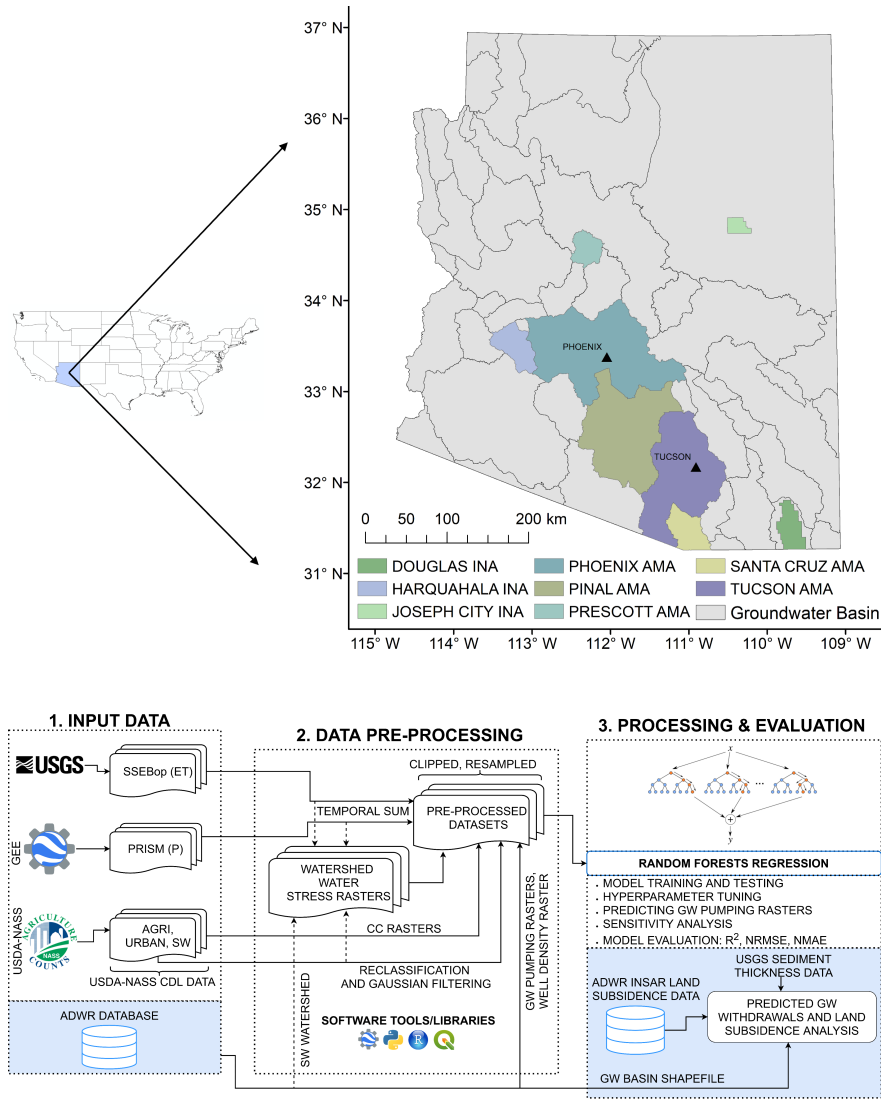 37° N
36° N
35° N
34° N
33° N
32° N
31° N
PHOENIX
TUCSON
0 50 100 200 km
DOUGLAS INA
HARQUAHALA INA
JOSEPH CITY INA
PHOENIX AMA
PINAL AMA
PRESCOTT AMA
SANTA CRUZ AMA
TUCSON AMA
Groundwater Basin
115° W 114° W 113° W 112° W 111° W 110° W 109° W
1. INPUT DATA
USGS
SSEBop (ET)
GEE
PRISM (P)
USDA-NASS
AGRICULTURE
NASS
COUNTS
AGRI,
URBAN, SW
USDA-NASS CDL DATA
ADWR DATABASE
2. DATA PRE-PROCESSING
CLIPPED, RESAMPLED
TEMPORAL SUM
PRE-PROCESSED
DATASETS
WATERSHED
WATER
STRESS RASTERS
CC RASTERS
RECLASSIFICATION
AND GAUSSIAN FILTERING
SW WATERSHED
GW PUMPING RASTERS,
WELL DENSITY RASTER
SOFTWARE TOOLS/LIBRARIES
R
3. PROCESSING & EVALUATION
x
...
+
y
RANDOM FORESTS REGRESSION
. MODEL TRAINING AND TESTING
. HYPERPARAMETER TUNING
. PREDICTING GW PUMPING RASTERS
. SENSITIVITY ANALYSIS
. MODEL EVALUATION: R², NRMSE, NMAE
USGS SEDIMENT
THICKNESS DATA
ADWR INSAR LAND
SUBSIDENCE DATA
PREDICTED GW
WITHDRAWALS AND LAND
SUBSIDENCE ANALYSIS
GW BASIN SHAPEFILE